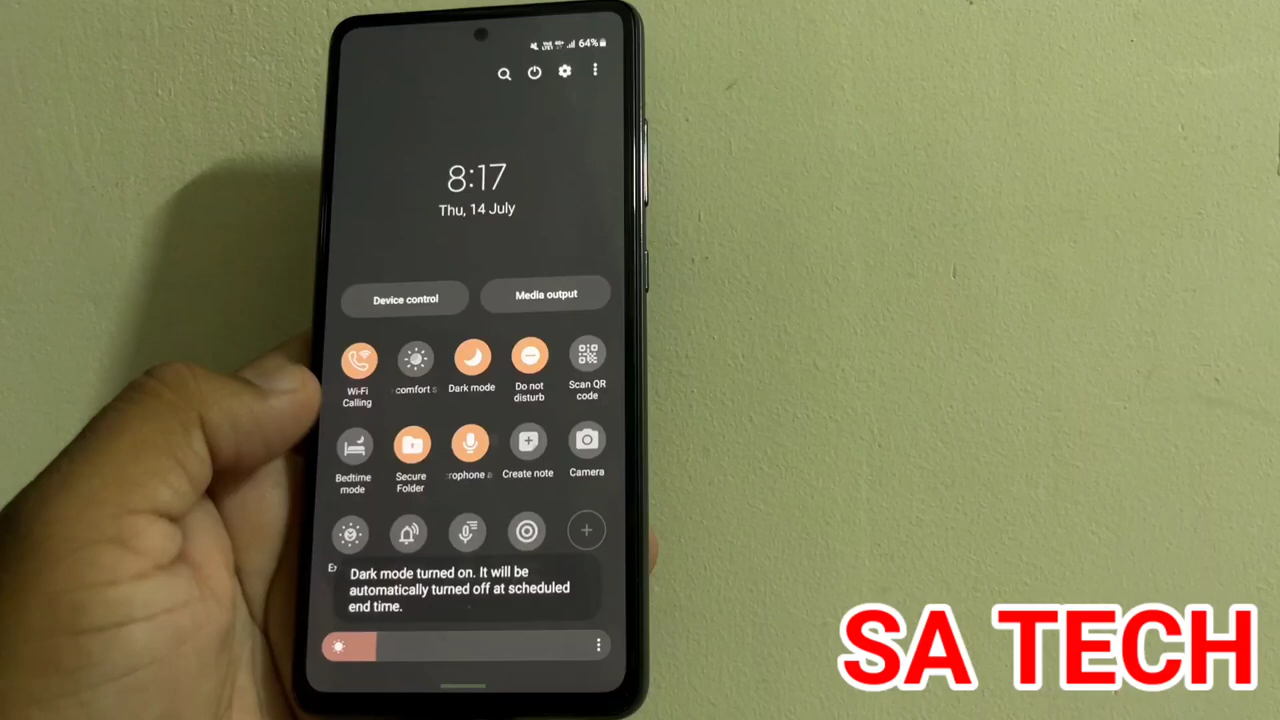 64%
8:17
Thu, 14 July
Device control
Media output
Wi-Fi
Calling
comfort s
Dark mode
Do not
disturb
Scan QR
code
Bedtime
mode
Secure
Folder
rophone a
Create note
Camera
Dark mode turned on. It will be
automatically turned off at scheduled
end time.
SA TECH